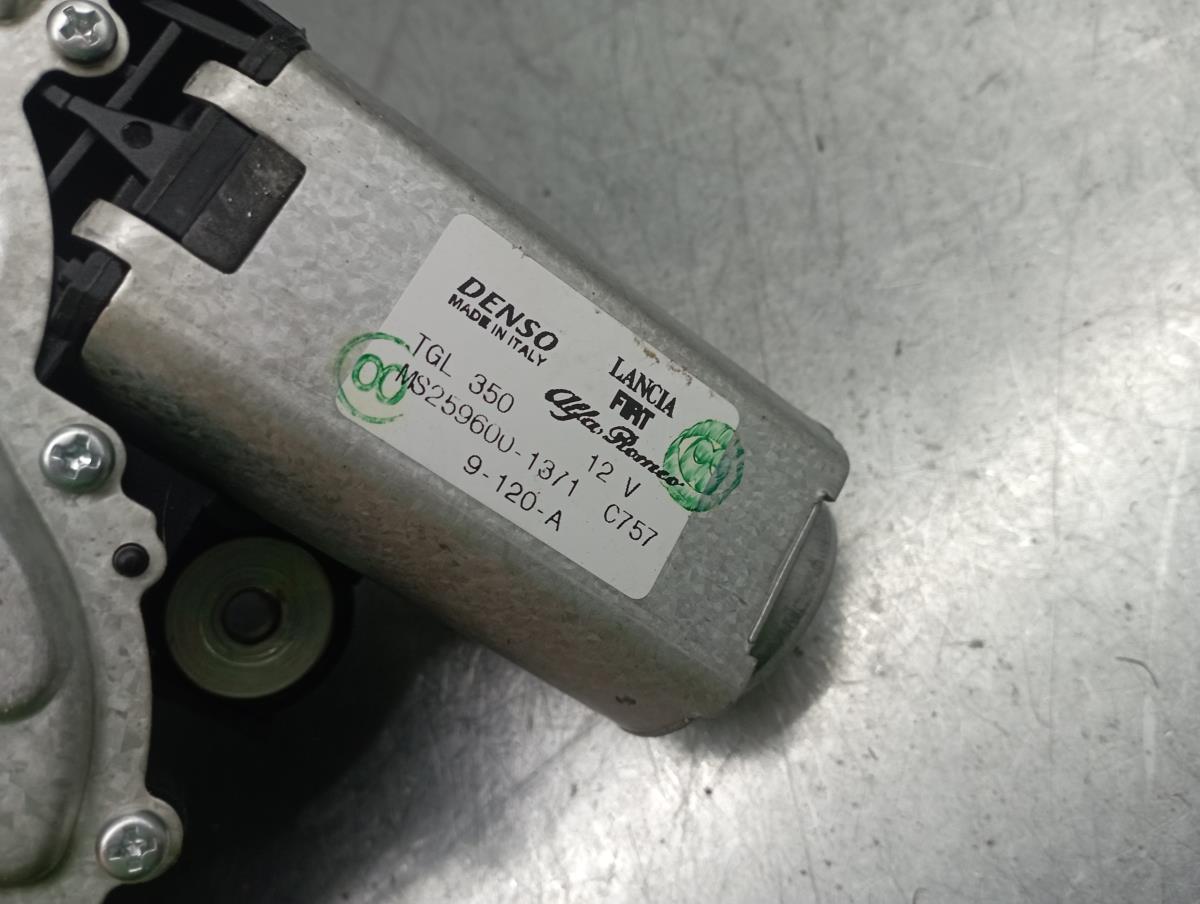 DENSO
MADE IN ITALY
LANCIA
FIAT
Alfa Romeo
TGL 350 12 V
MS259600-1371 C757
9-120-A